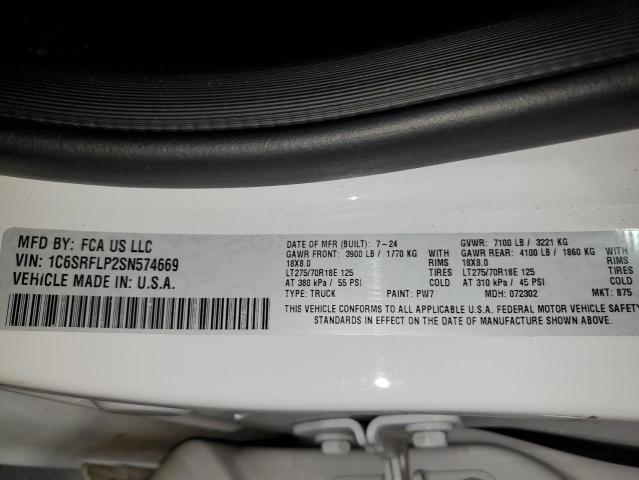 MFD BY: FCA US LLC
VIN: 1C6SRFLP2SN574669
VEHICLE MADE IN: U.S.A.
DATE OF MFR (BUILT): 7-24 GVWR: 7100 LB / 3221 KG
GAWR FRONT: 3900 LB / 1770 KG WITH GAWR REAR: 4100 LB / 1860 KG WITH
18X8.0 RIMS 18X8.0 RIMS
LT275/70R18E 125 TIRES LT275/70R18E 125 TIRES
AT 380 kPa / 55 PSI COLD AT 310 kPa / 45 PSI COLD
TYPE: TRUCK PAINT: PW7 MDH: 072302 MKT: 875
THIS VEHICLE CONFORMS TO ALL APPLICABLE U.S.A. FEDERAL MOTOR VEHICLE SAFETY
STANDARDS IN EFFECT ON THE DATE OF MANUFACTURE SHOWN ABOVE.